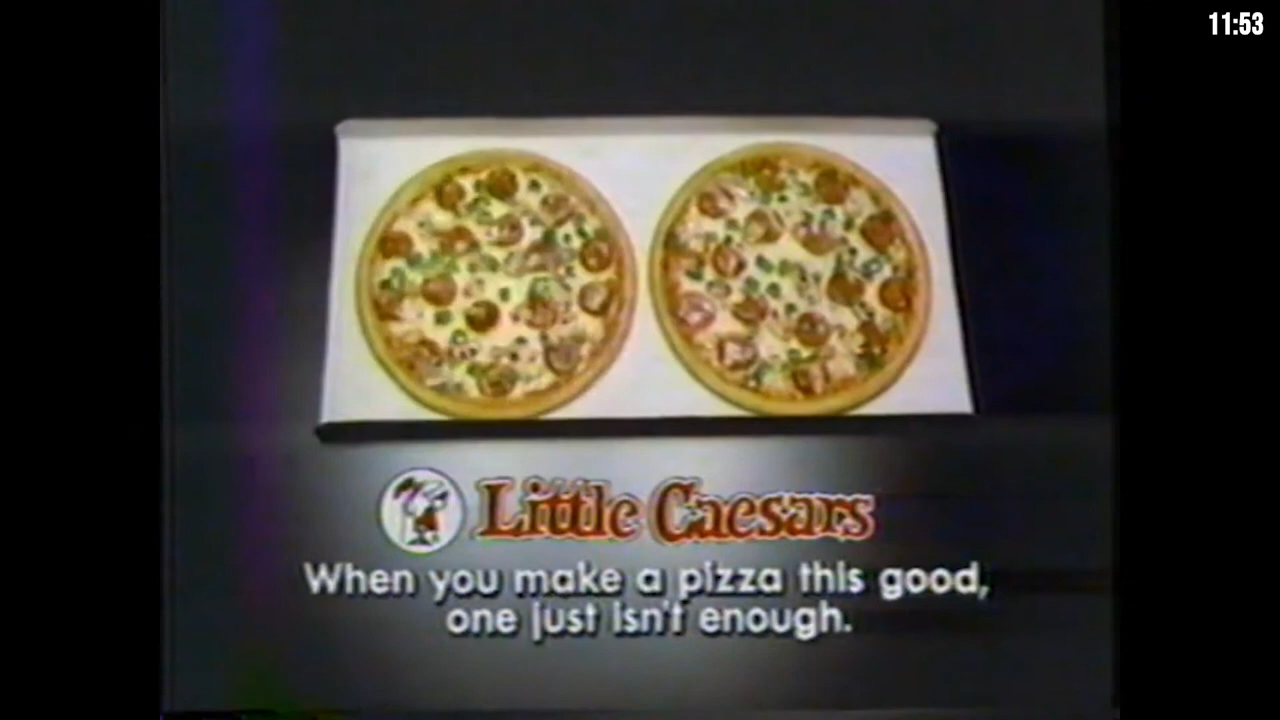 11:53
Little Caesars
When you make a pizza this good,
one just isn't enough.